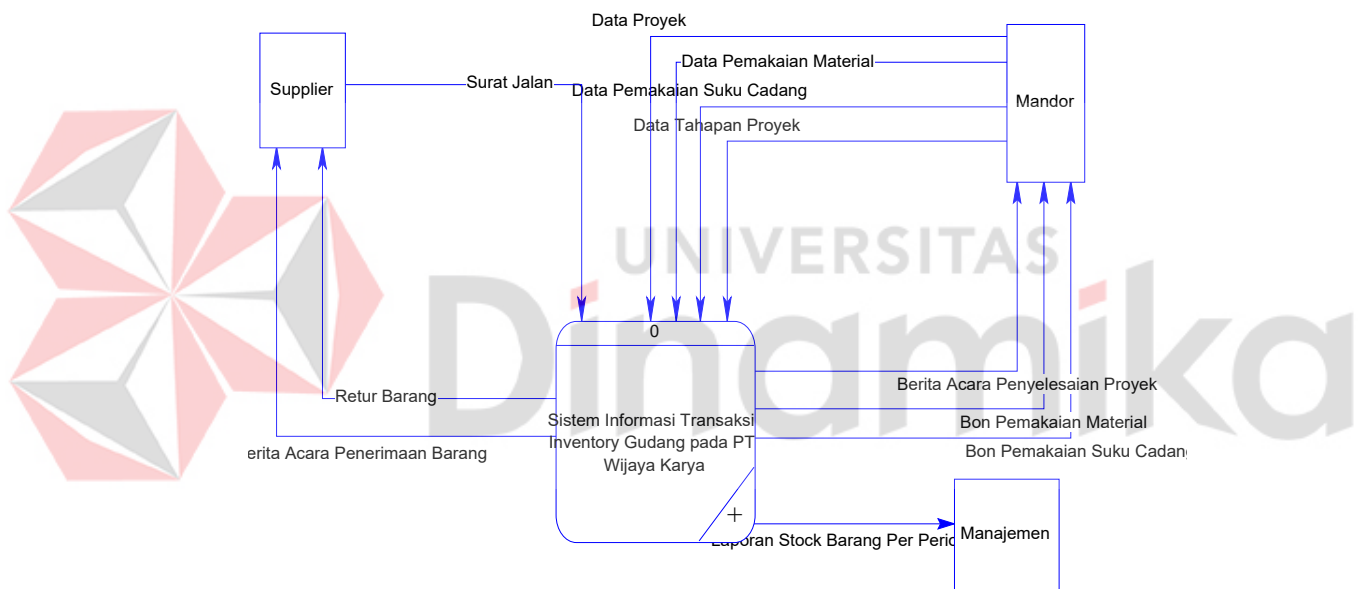 Data Proyek
Supplier
Surat Jalan
Data Pemakaian Material
Data Pemakaian Suku Cadang
Mandor
Data Tahapan Proyek
UNIVERSITAS
Dinamika
0
Sistem Informasi Transaksi
Inventory Gudang pada PT
Wijaya Karya
+
Retur Barang
erita Acara Penerimaan Barang
Berita Acara Penyelesaian Proyek
Bon Pemakaian Material
Bon Pemakaian Suku Cadan
Laporan Stock Barang Per Peri
Manajemen